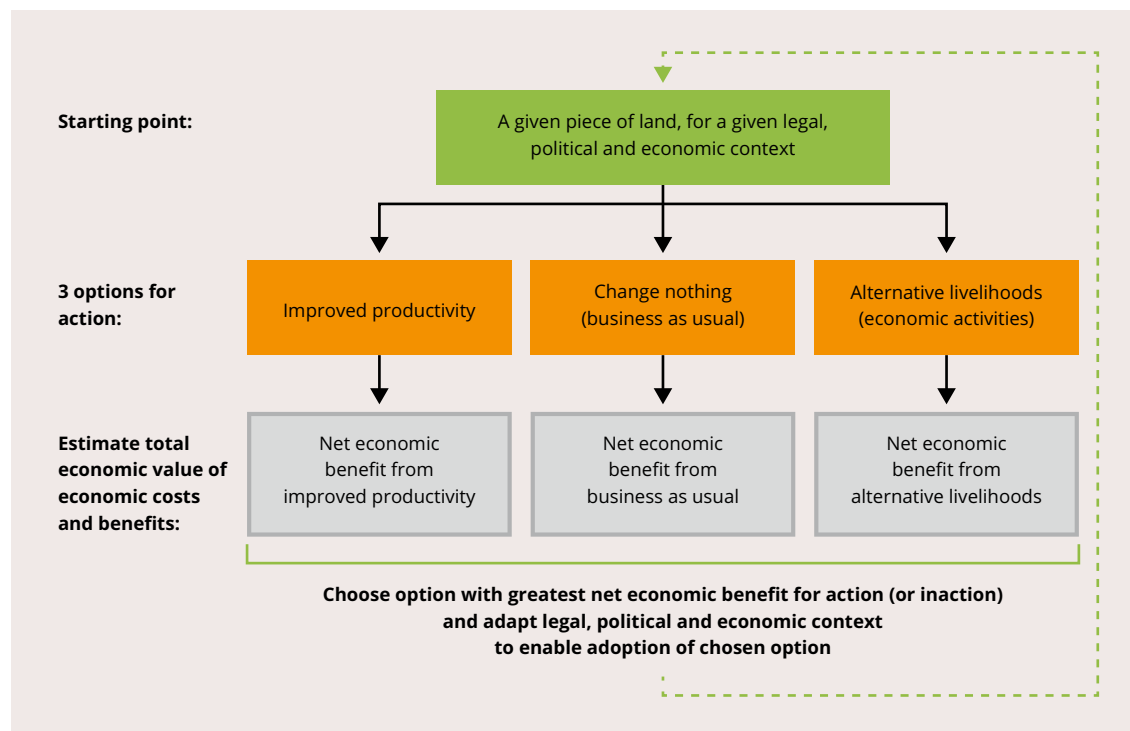 Starting point:
A given piece of land, for a given legal,
political and economic context
3 options for
action:
Improved productivity
Change nothing
(business as usual)
Alternative livelihoods
(economic activities)
Estimate total
economic value of
economic costs
and benefits:
Net economic
benefit from
improved productivity
Net economic
benefit from
business as usual
Net economic
benefit from
alternative livelihoods
Choose option with greatest net economic benefit for action (or inaction)
and adapt legal, political and economic context
to enable adoption of chosen option